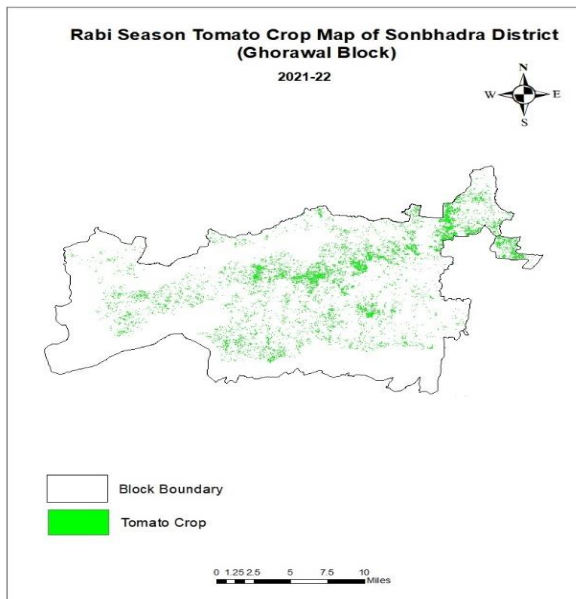 Rabi Season Tomato Crop Map of Sonbhadra District
(Ghorawal Block)
2021-22
N
W E
S
Block Boundary
Tomato Crop
0 1.25 2.5 5 7.5 10
Miles